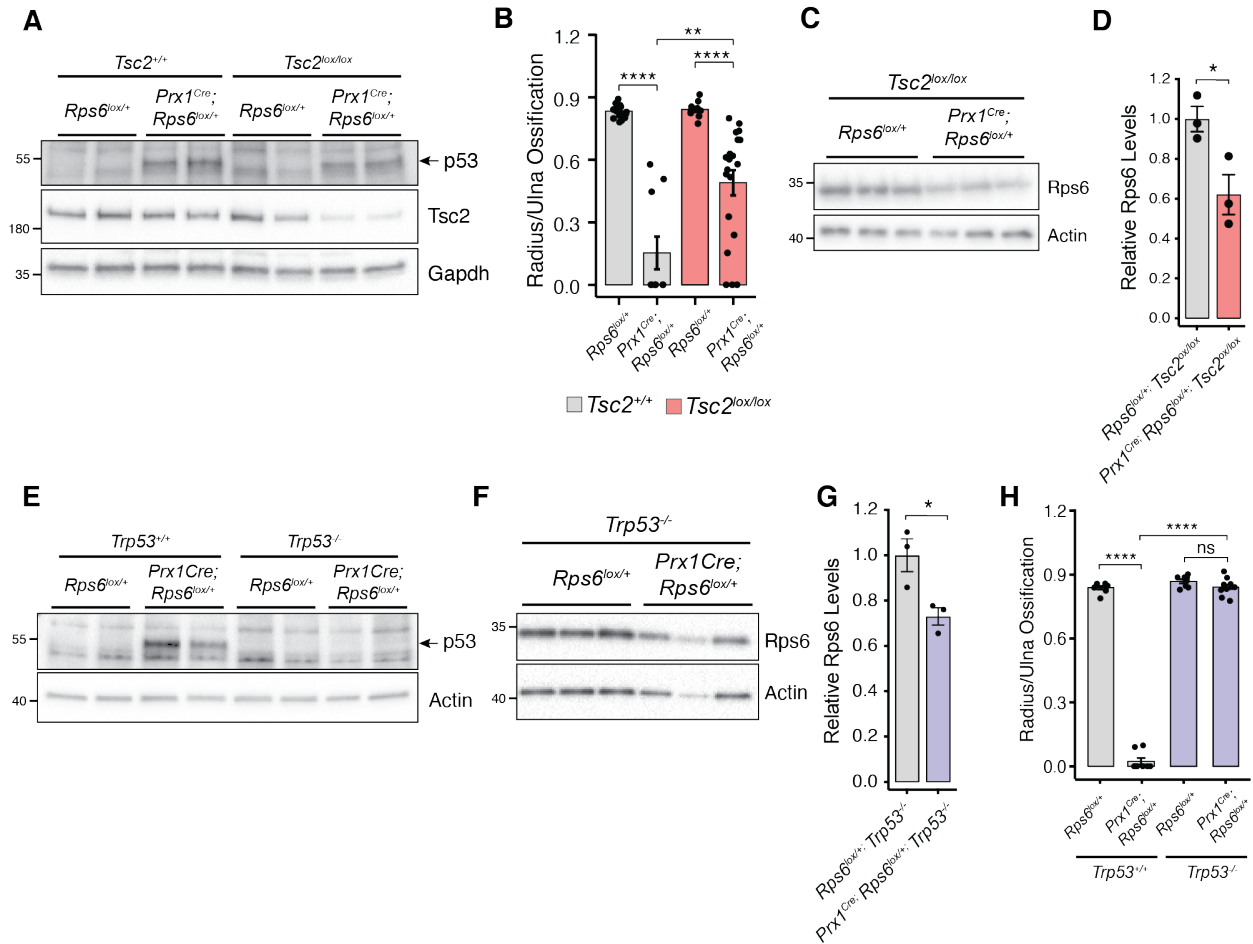 A
Tsc2+/+
Tsc2lox/lox
Rps6lox/+
Prx1Cre;
Rps6lox/+
Rps6lox/+
Prx1Cre;
Rps6lox/+
55
p53
Tsc2
180
35
Gapdh
B
Radius/Ulna Ossification
1.2
0.9
0.6
0.3
0.0
****
**
****
Rps6lox/+
Prx1Cre;
Rps6lox/+
Rps6lox/+
Prx1Cre;
Rps6lox/+
Tsc2+/+
Tsc2lox/lox
C
Tsc2lox/lox
Rps6lox/+
Prx1Cre;
Rps6lox/+
35
Rps6
40
Actin
D
Relative Rps6 Levels
1.2
1.0
0.8
0.6
0.4
0.2
0.0
*
Rps6lox/+; Tsc2ox/lox
Prx1Cre; Rps6lox/+; Tsc2ox/lox
E
Trp53+/+
Trp53-/-
Rps6lox/+
Prx1Cre;
Rps6lox/+
Rps6lox/+
Prx1Cre;
Rps6lox/+
55
p53
40
Actin
F
Trp53-/-
Rps6lox/+
Prx1Cre;
Rps6lox/+
35
Rps6
40
Actin
G
Relative Rps6 Levels
1.2
1.0
0.8
0.6
0.4
0.2
0.0
*
Rps6lox/+; Trp53-/-
Prx1Cre; Rps6lox/+; Trp53-/-
H
Radius/Ulna Ossification
1.2
0.9
0.6
0.3
0.0
****
****
ns
Rps6lox/+
Prx1Cre;
Rps6lox/+
Rps6lox/+
Prx1Cre;
Rps6lox/+
Trp53+/+
Trp53-/-